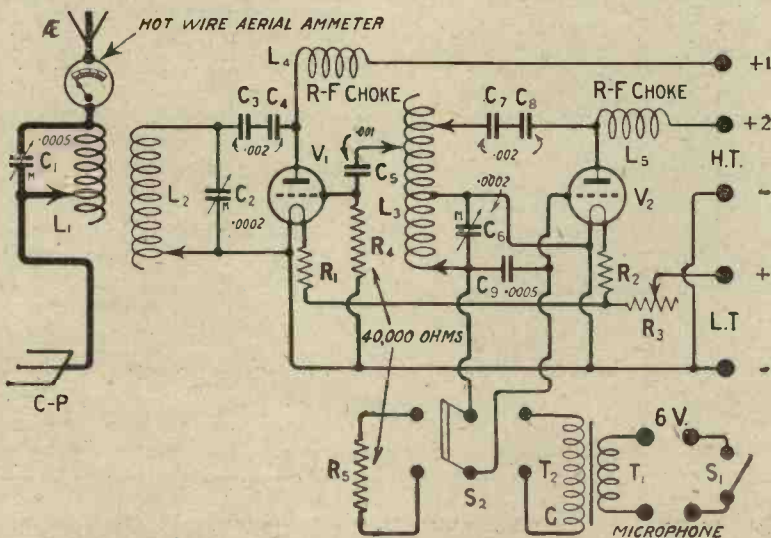 Æ
HOT WIRE AERIAL AMMETER
L4
R-F CHOKE
+1
C3 C4
.002
C7 C8
.002
R-F CHOKE
+2
.0005
C1
M
L1
L2
C2
M
.0002
V1
.001
C5
L3
.0002
M
C6
L5
V2
H.T.
-
R1
R4
C9 .0005
R2
R3
+
L.T
-
40,000 OHMS
C-P
R5
S2
T2
G
6 V.
T1
S1
MICROPHONE